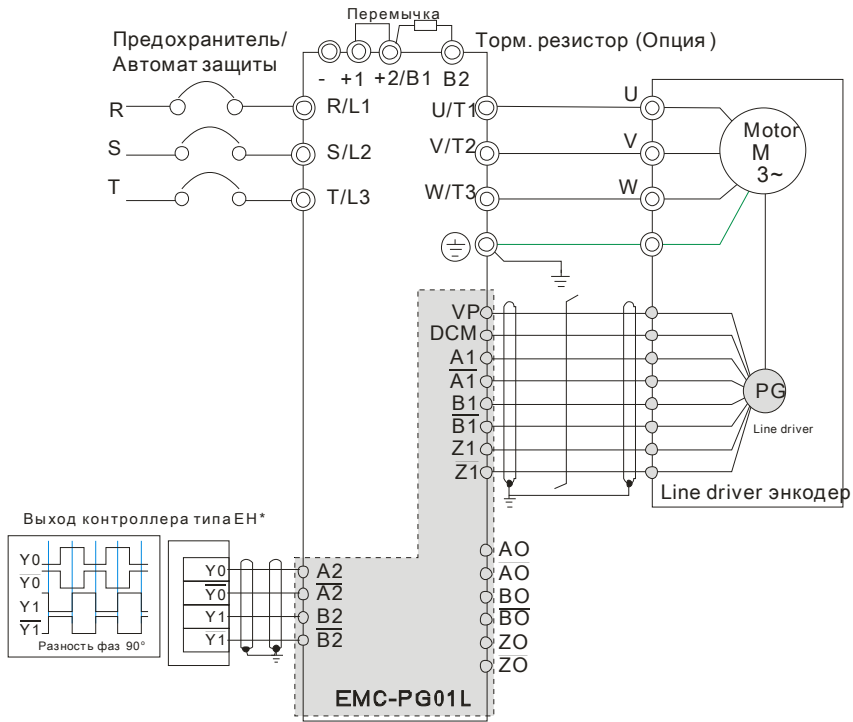 Перемычка
Предохранитель/
Автомат защиты
Торм. резистор (Опция)
- +1 +2/B1 B2
R R/L1 U/T1 U
S S/L2 V/T2 V
T T/L3 W/T3 W
Motor
M
3~
VP
DCM
A1
A1
B1
B1
Z1
Z1
PG
Line driver
Line driver энкодер
Выход контроллера типа EH*
Y0
Y0
Y1
Y1
Разность фаз 90°
Y0 A2
Y0 A2
Y1 B2
Y1 B2
AO
AO
BO
BO
ZO
ZO
EMC-PG01L